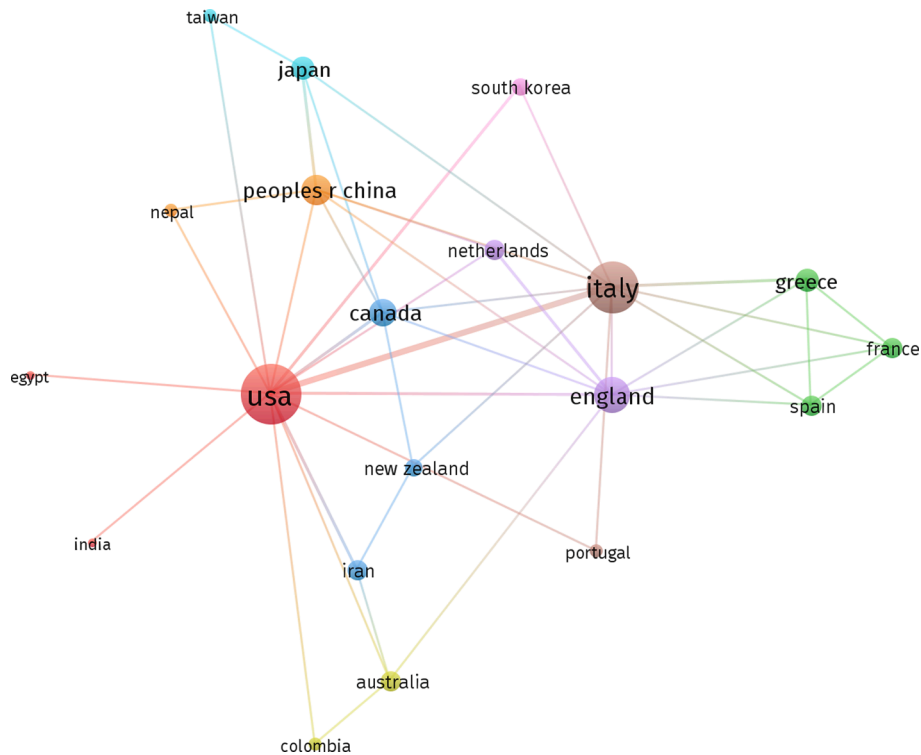 taiwan
japan
south korea
peoples r china
nepal
netherlands
italy
greece
canada
france
egypt
usa
england
spain
new zealand
india
portugal
iran
australia
colombia